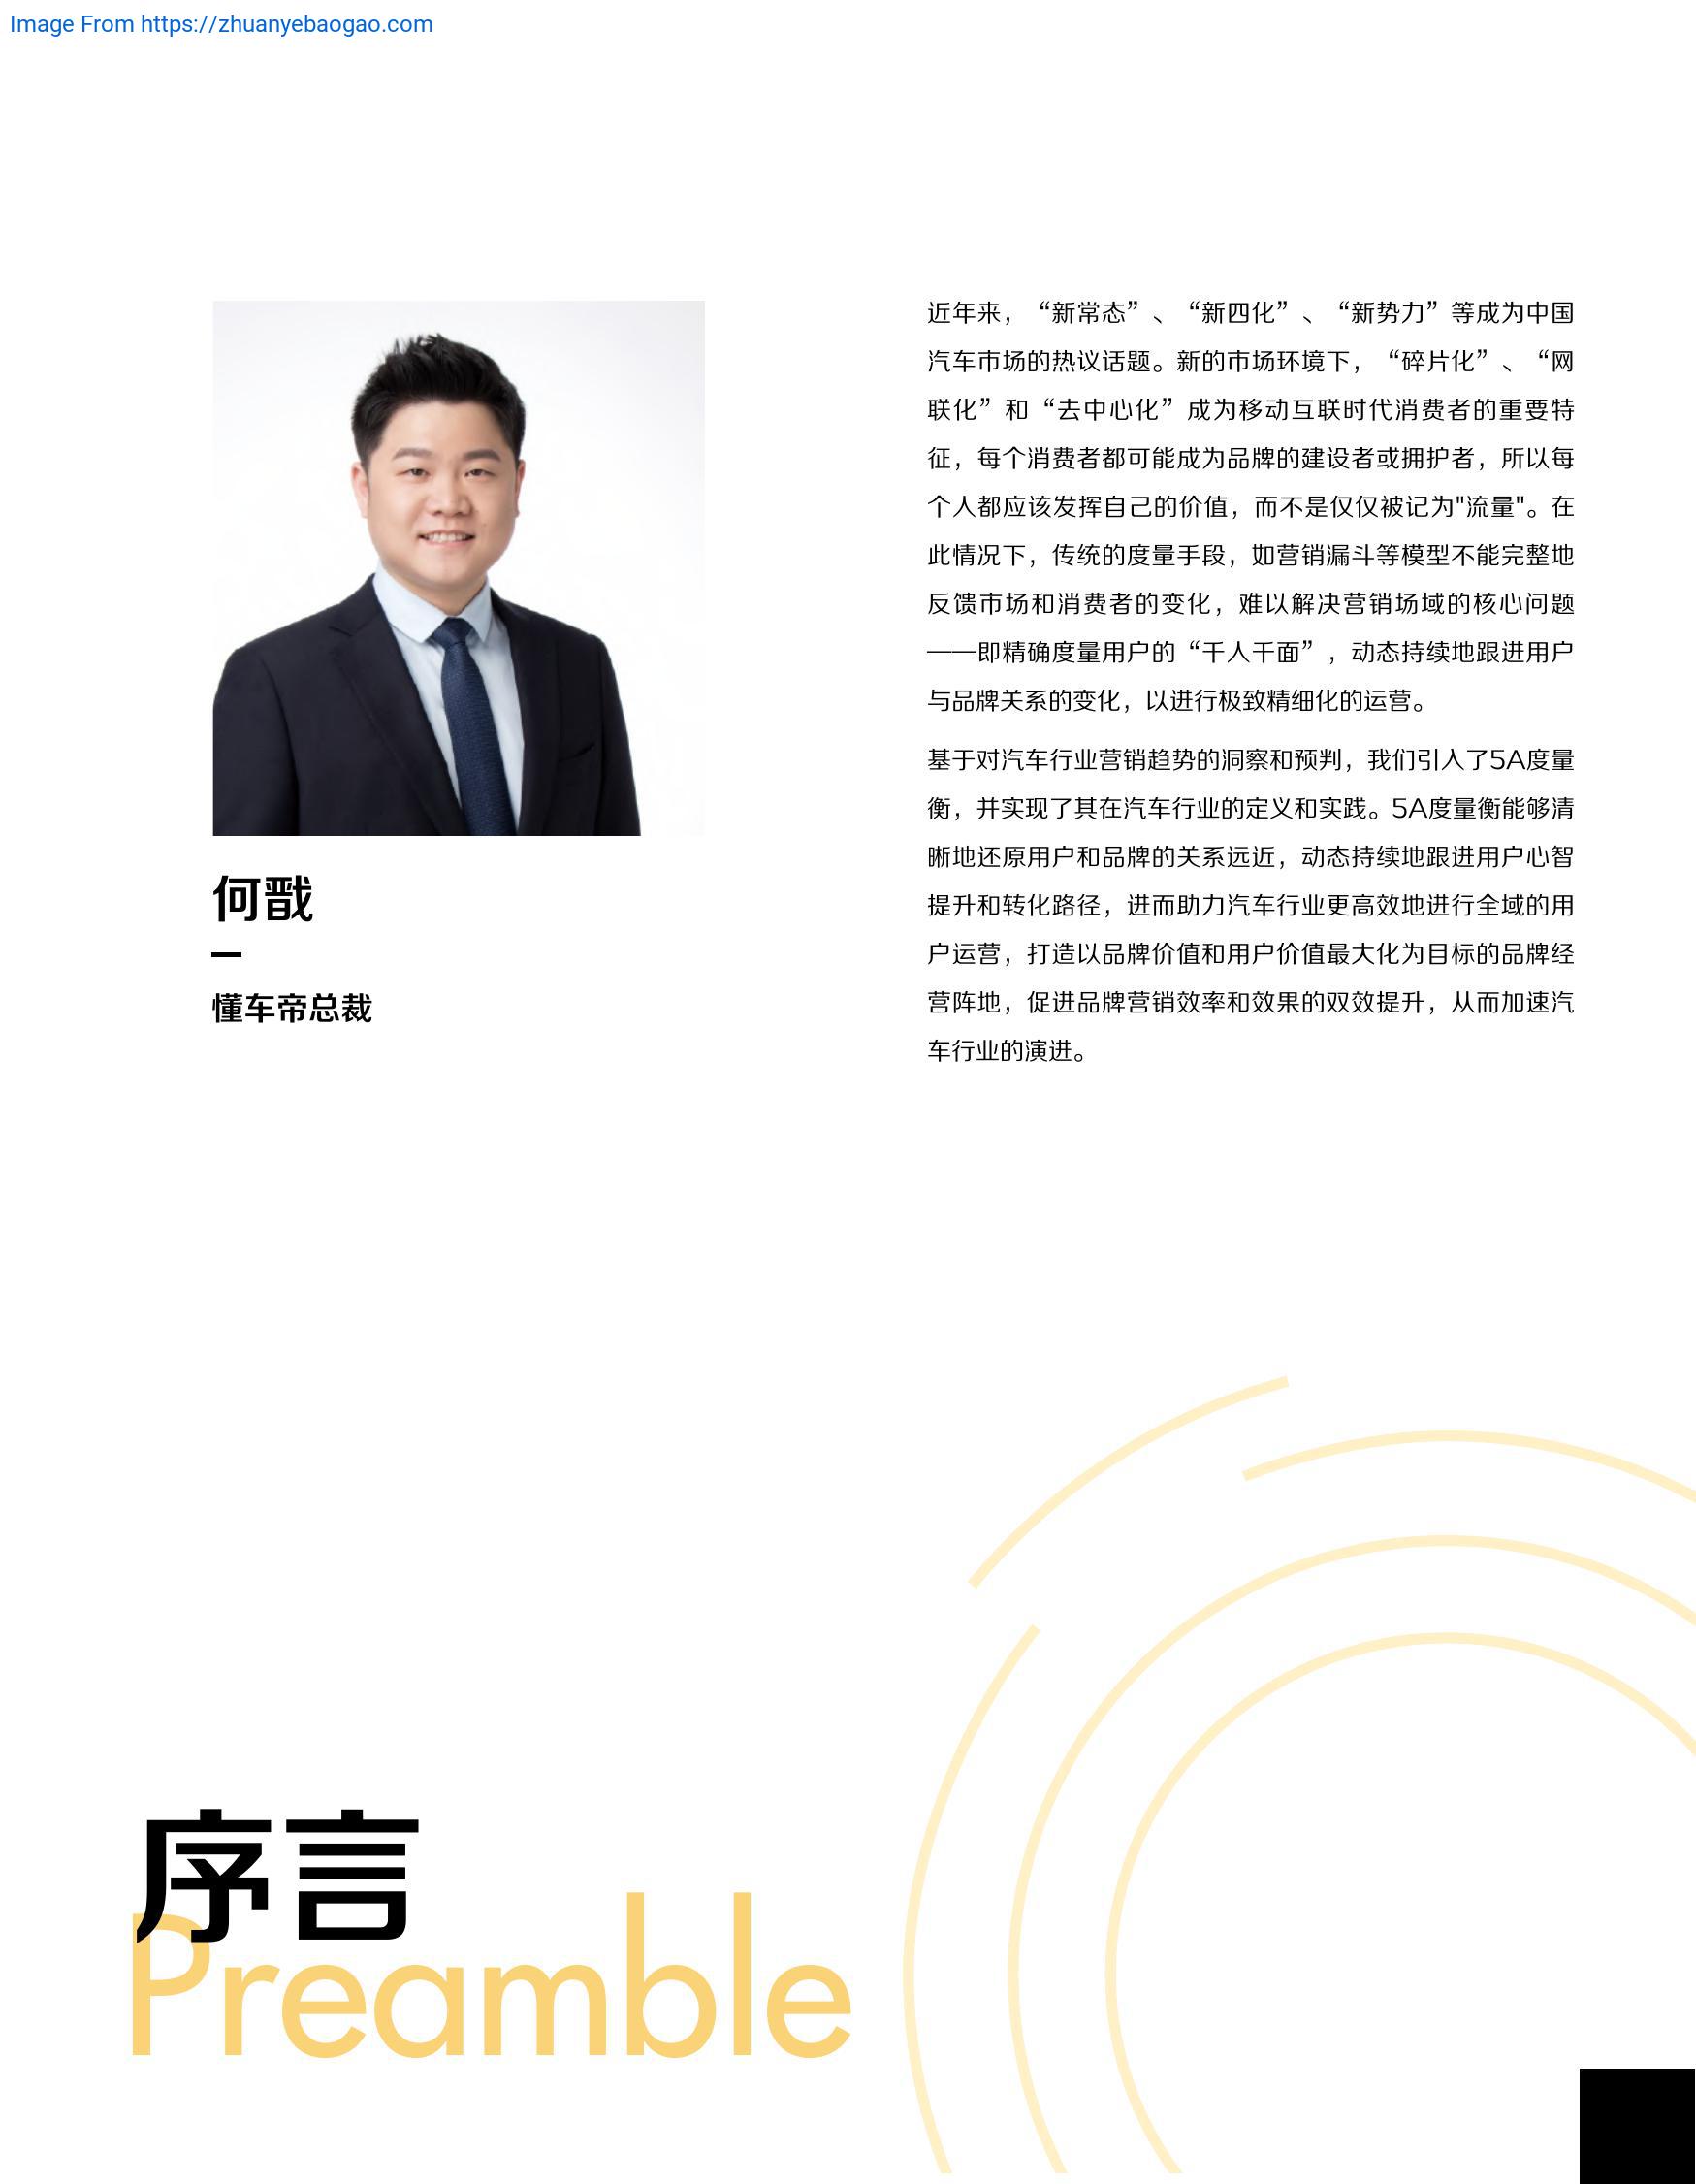 Image From https://zhuanyebaogao.com
何戬
懂车帝总裁
近年来，“新常态”、“新四化”、“新势力”等成为中国
汽车市场的热议话题。新的市场环境下，“碎片化”、“网
联化”和“去中心化”成为移动互联时代消费者的重要特
征，每个消费者都可能成为品牌的建设者或拥护者，所以每
个人都应该发挥自己的价值，而不是仅仅被记为"流量"。在
此情况下，传统的度量手段，如营销漏斗等模型不能完整地
反馈市场和消费者的变化，难以解决营销场域的核心问题
——即精确度量用户的“千人千面”，动态持续地跟进用户
与品牌关系的变化，以进行极致精细化的运营。
基于对汽车行业营销趋势的洞察和预判，我们引入了5A度量
衡，并实现了其在汽车行业的定义和实践。5A度量衡能够清
晰地还原用户和品牌的关系远近，动态持续地跟进用户心智
提升和转化路径，进而助力汽车行业更高效地进行全域的用
户运营，打造以品牌价值和用户价值最大化为目标的品牌经
营阵地，促进品牌营销效率和效果的双效提升，从而加速汽
车行业的演进。
序言
Preamble